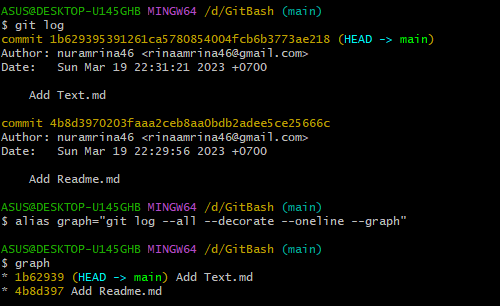 ASUS@DESKTOP-U145GHB MINGW64 /d/GitBash (main)
$ git log
commit 1b629395391261ca5780854004fcb6b3773ae218 (HEAD -> main)
Author: nuramrina46 <rinaamrina46@gmail.com>
Date:   Sun Mar 19 22:31:21 2023 +0700
    Add Text.md
commit 4b8d3970203faaa2ceb8aa0bdb2adee5ce25666c
Author: nuramrina46 <rinaamrina46@gmail.com>
Date:   Sun Mar 19 22:29:56 2023 +0700
    Add Readme.md
ASUS@DESKTOP-U145GHB MINGW64 /d/GitBash (main)
$ alias graph="git log --all --decorate --oneline --graph"
ASUS@DESKTOP-U145GHB MINGW64 /d/GitBash (main)
$ graph
* 1b62939 (HEAD -> main) Add Text.md
* 4b8d397 Add Readme.md